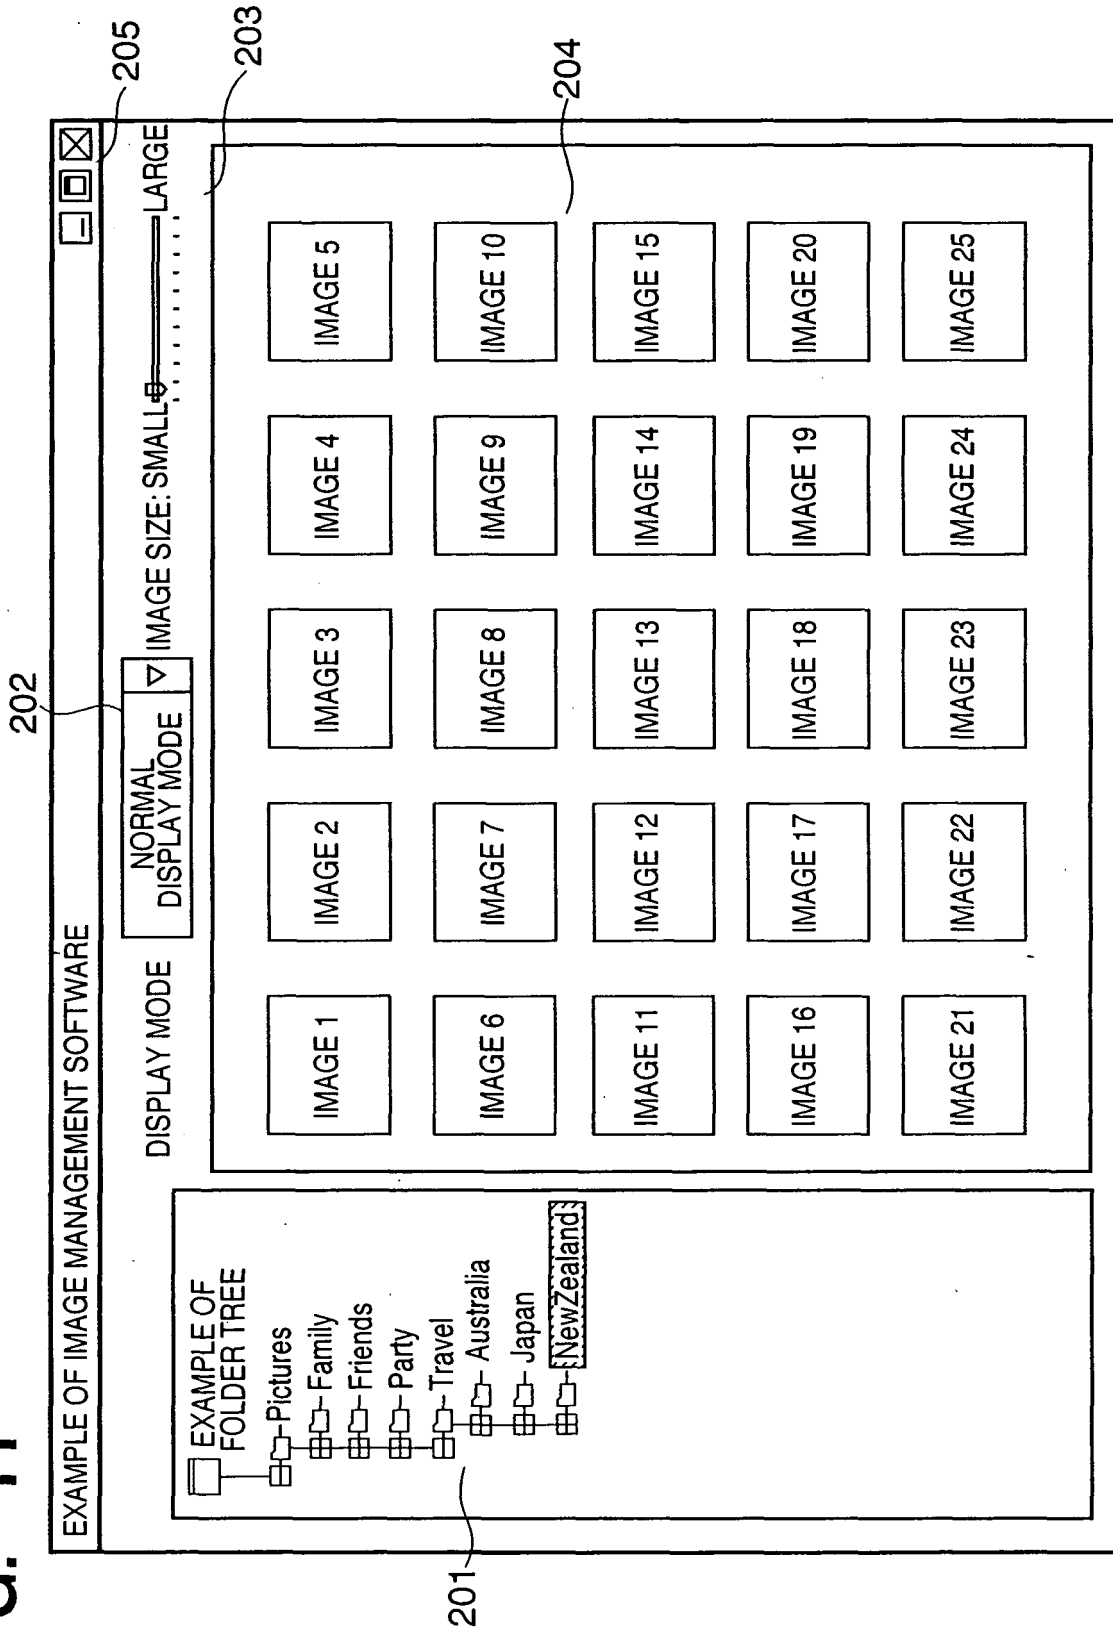 205
EXAMPLE OF IMAGE MANAGEMENT SOFTWARE
202
203
DISPLAY MODE
NORMAL
DISPLAY MODE
IMAGE SIZE: SMALL
LARGE
EXAMPLE OF
FOLDER TREE
Pictures
Family
Friends
Party
Travel
Australia
Japan
NewZealand
201
204
IMAGE 1
IMAGE 2
IMAGE 3
IMAGE 4
IMAGE 5
IMAGE 6
IMAGE 7
IMAGE 8
IMAGE 9
IMAGE 10
IMAGE 11
IMAGE 12
IMAGE 13
IMAGE 14
IMAGE 15
IMAGE 16
IMAGE 17
IMAGE 18
IMAGE 19
IMAGE 20
IMAGE 21
IMAGE 22
IMAGE 23
IMAGE 24
IMAGE 25